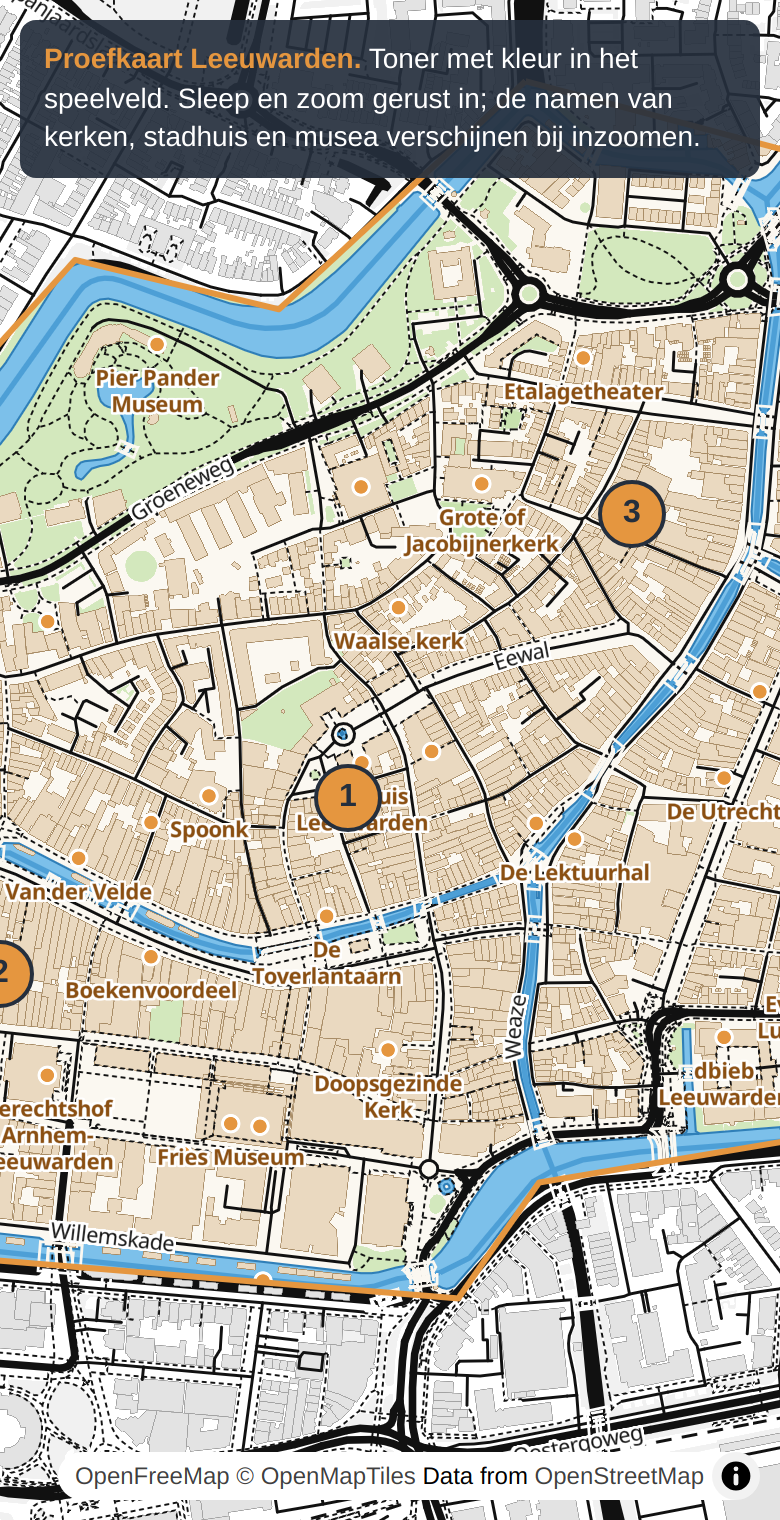 Proefkaart Leeuwarden. Toner met kleur in het
speelveld. Sleep en zoom gerust in; de namen van
kerken, stadhuis en musea verschijnen bij inzoomen.
Pier Pander
Museum
Etalagetheater
Groeneweg
3
Grote of
Jacobijnerkerk
Waalse kerk
Eewal
1
Spoonk
De Utrecht
De Lektuurhal
Van der Velde
De
Toverlantaarn
2
Boekenvoordeel
Weaze
Doopsgezinde
Kerk
dbieb
Leeuwarden
erechtshof
Arnhem-
eeuwarden
Fries Museum
Willemskade
Oostergoweg
OpenFreeMap © OpenMapTiles Data from OpenStreetMap